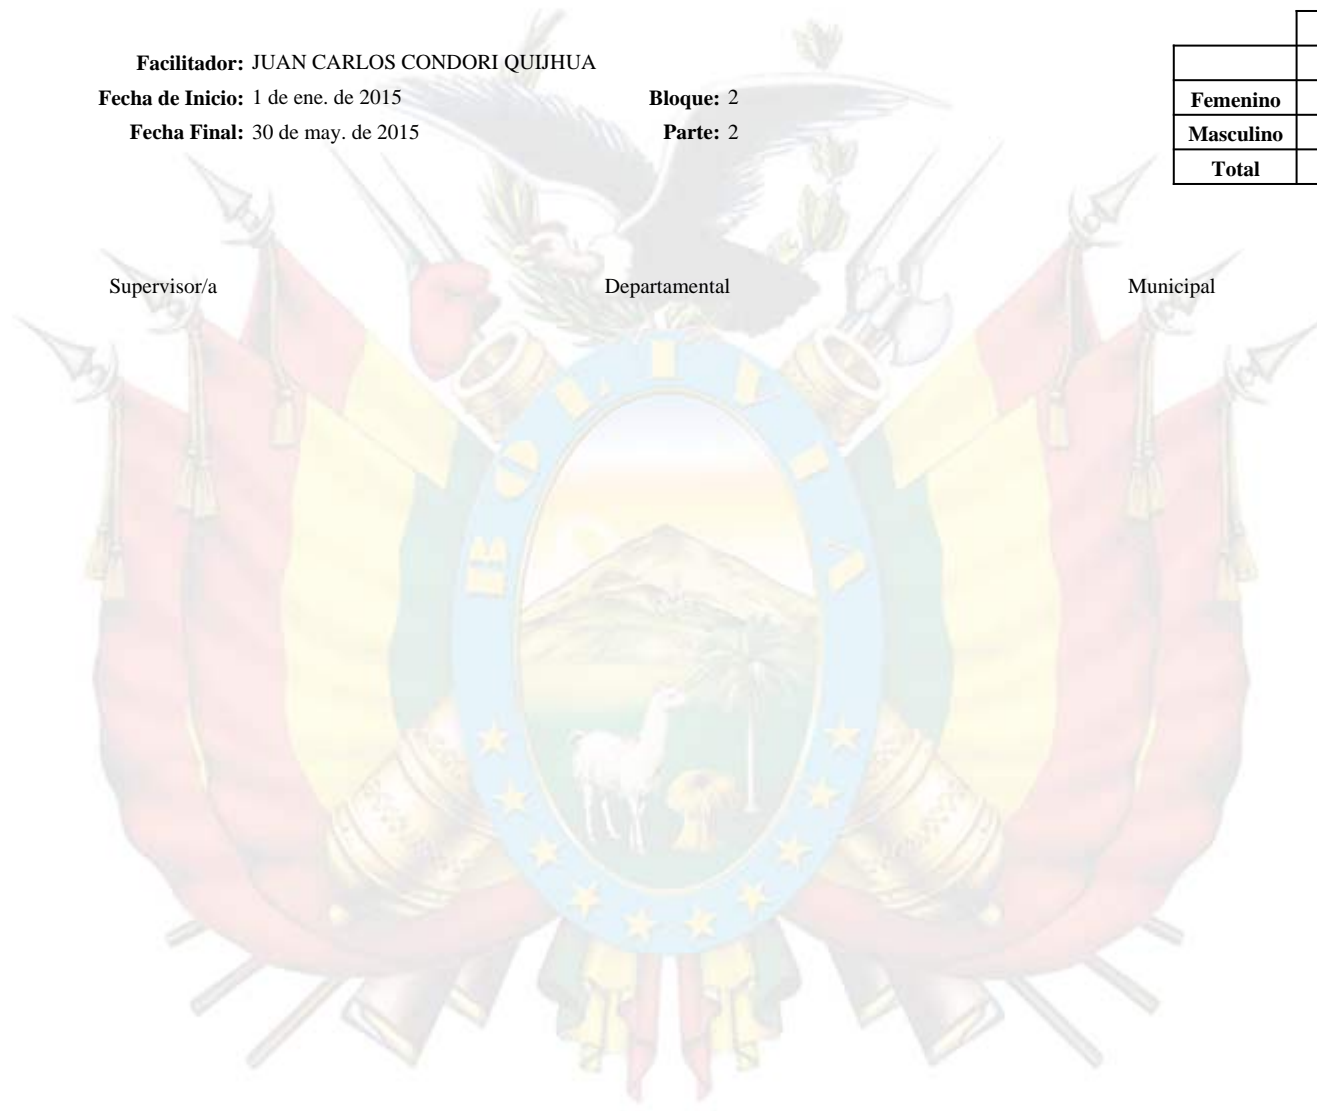 Facilitador: JUAN CARLOS CONDORI QUIJHUA
Fecha de Inicio: 1 de ene. de 2015 Bloque: 2
Fecha Final: 30 de may. de 2015 Parte: 2
Femenino
Masculino
Total
Supervisor/a Departamental Municipal
BOLIVIA